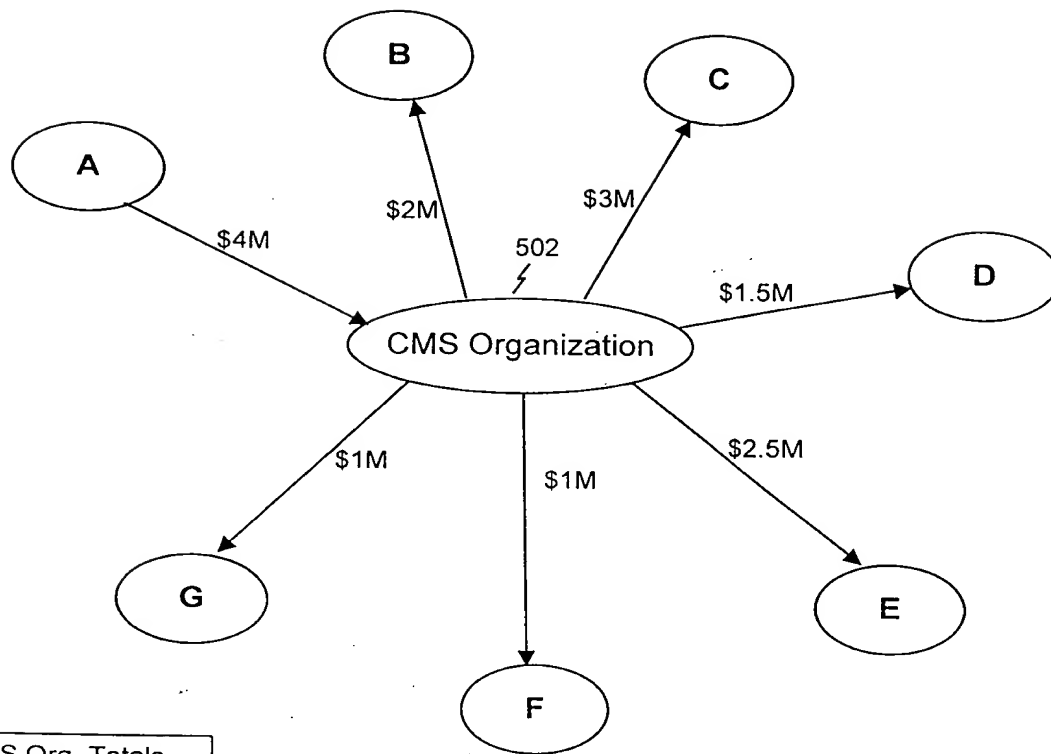 B
C
A
$2M
$3M
$4M
502
D
$1.5M
CMS Organization
$1M
$1M
$2.5M
G
E
F
S Org. Totals